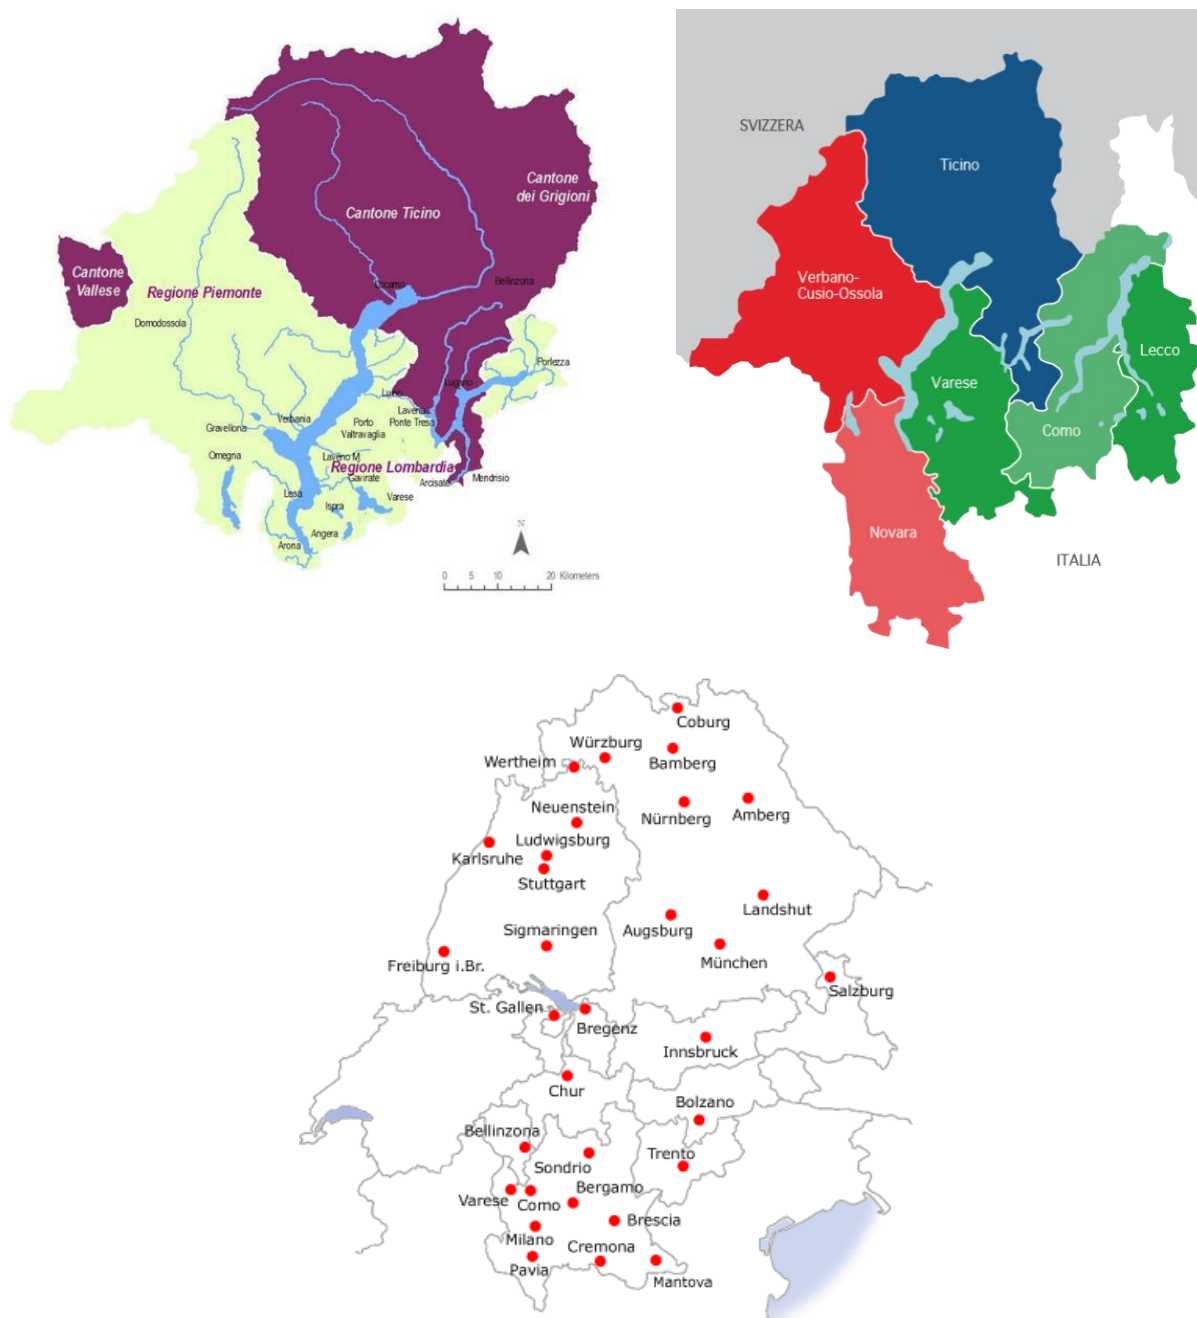 Cantone
dei Grigioni
Cantone Ticino
Cantone
Vallese
Regione Piemonte
Locarno
Bellinzona
Domodossola
Porlezza
Lugano
Luino
Lavena
Ponte Tresa
Verbania
Porto
Valtravaglia
Gravellona
Omegna
Laveno M.
Regione Lombardia
Gavirate
Arcisate
Mendrisio
Lesa
Varese
Ispra
Angera
Arona
N
0 5 10 20 Kilometers
SVIZZERA
Ticino
Verbano-
Cusio-Ossola
Lecco
Varese
Como
Novara
ITALIA
Coburg
Würzburg
Bamberg
Wertheim
Neuenstein
Nürnberg
Amberg
Ludwigsburg
Karlsruhe
Stuttgart
Landshut
Augsburg
Sigmaringen
München
Freiburg i.Br.
Salzburg
St. Gallen
Bregenz
Innsbruck
Chur
Bolzano
Bellinzona
Trento
Sondrio
Bergamo
Varese
Como
Brescia
Milano
Cremona
Pavia
Mantova